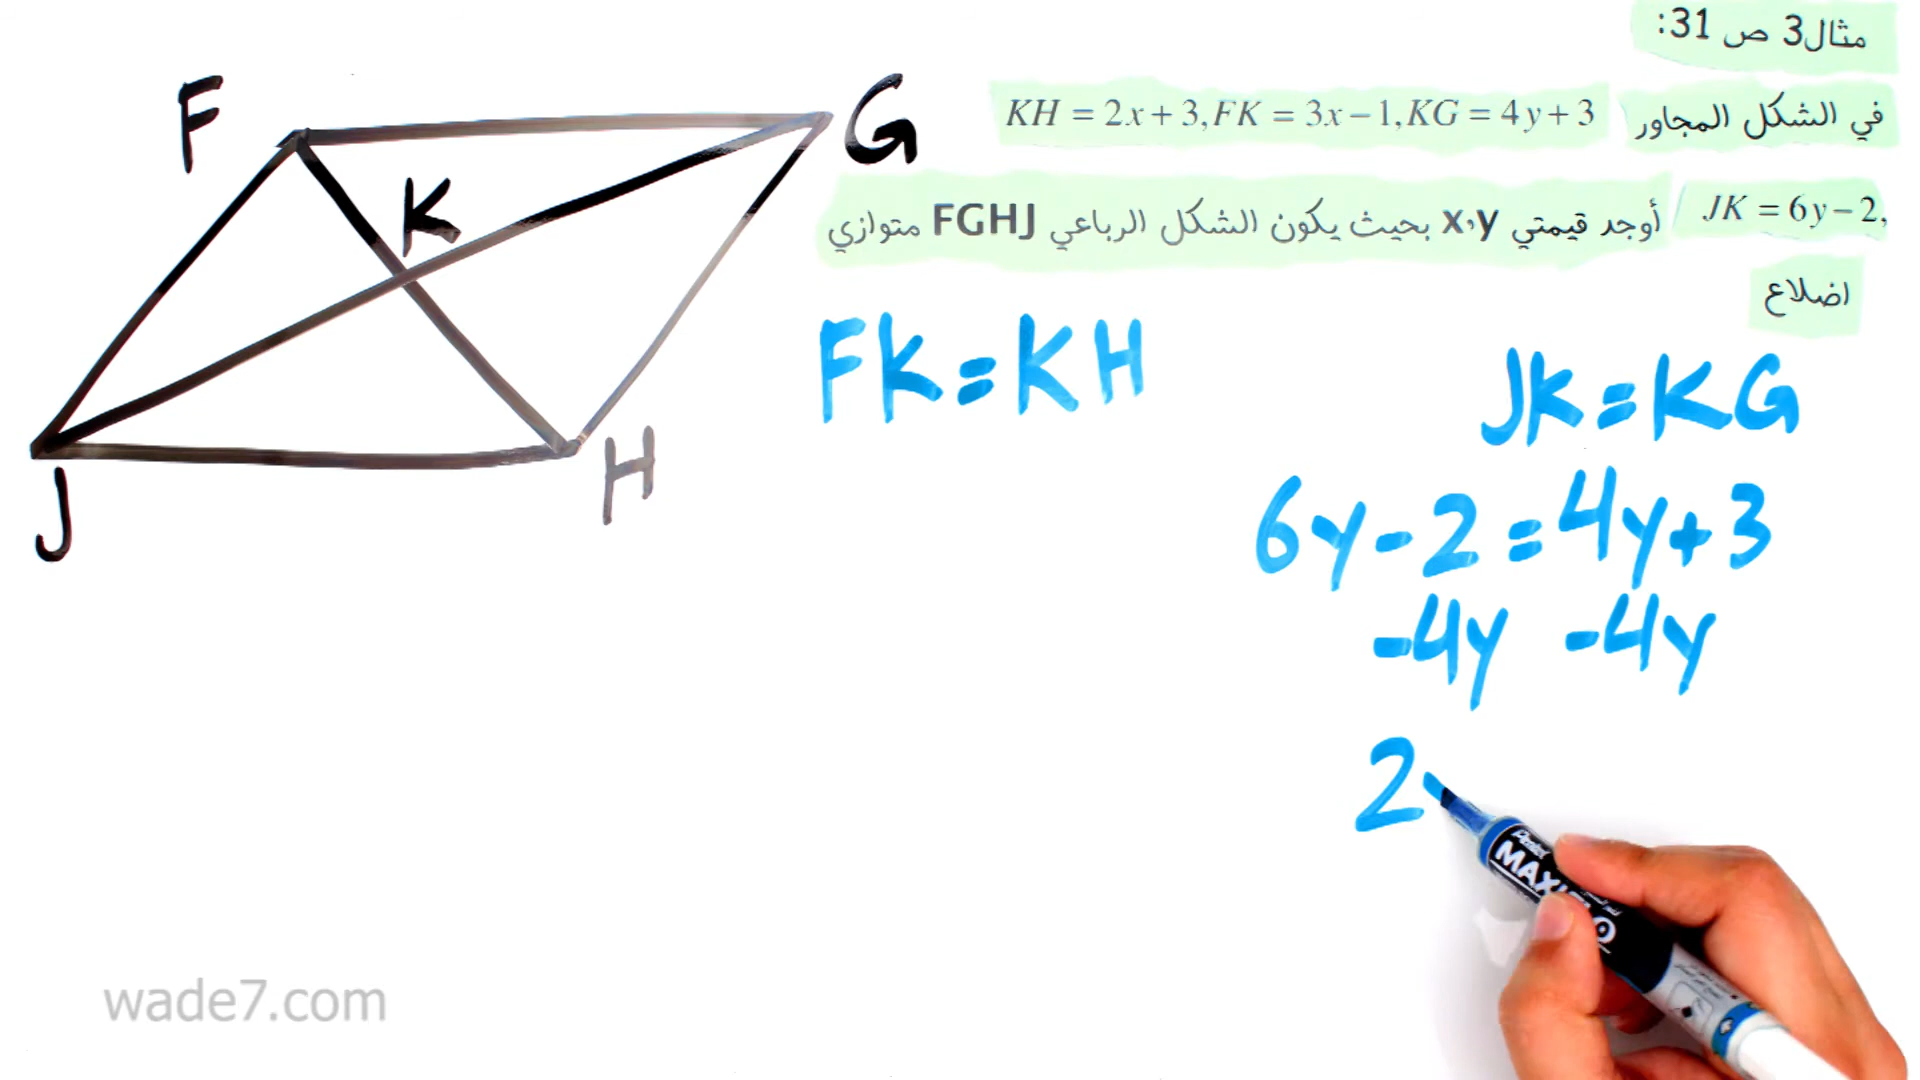 مثال3 ص 31:
في الشكل المجاور KH = 2x + 3, FK = 3x − 1, KG = 4y + 3
JK = 6y − 2, أوجد قيمتي x،y بحيث يكون الشكل الرباعي FGHJ متوازي
اضلاع
F
G
K
J
H
FK = KH
JK = KG
6y - 2 = 4y + 3
-4y -4y
2
Pentel
MAXIFLO
wade7.com